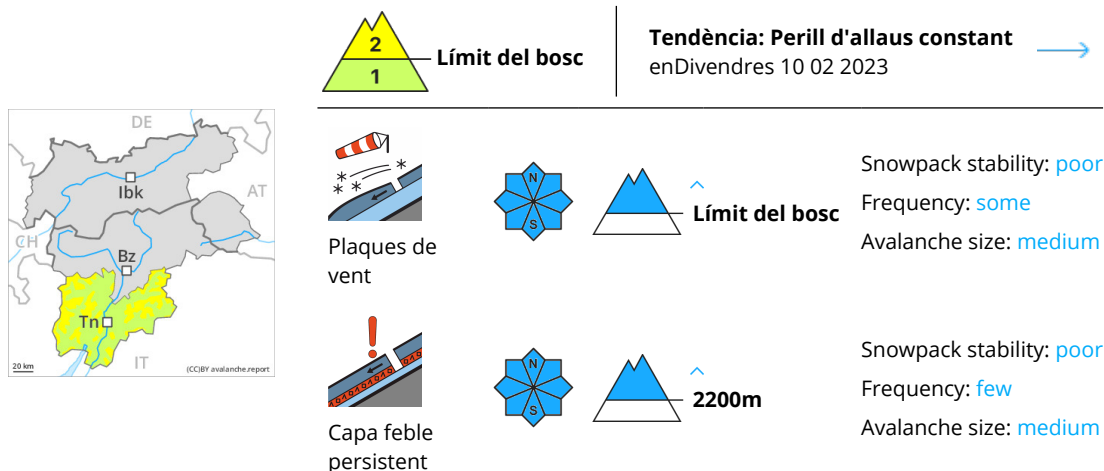 2
1
Límit del bosc
Tendència: Perill d'allaus constant
enDivendres 10 02 2023
DE
Ibk
AT
CH
Bz
Tn
IT
20 km
(CC)BY avalanche.report
Plaques de
vent
N
S
Límit del bosc
Snowpack stability: poor
Frequency: some
Avalanche size: medium
Capa feble
persistent
N
S
2200m
Snowpack stability: poor
Frequency: few
Avalanche size: medium